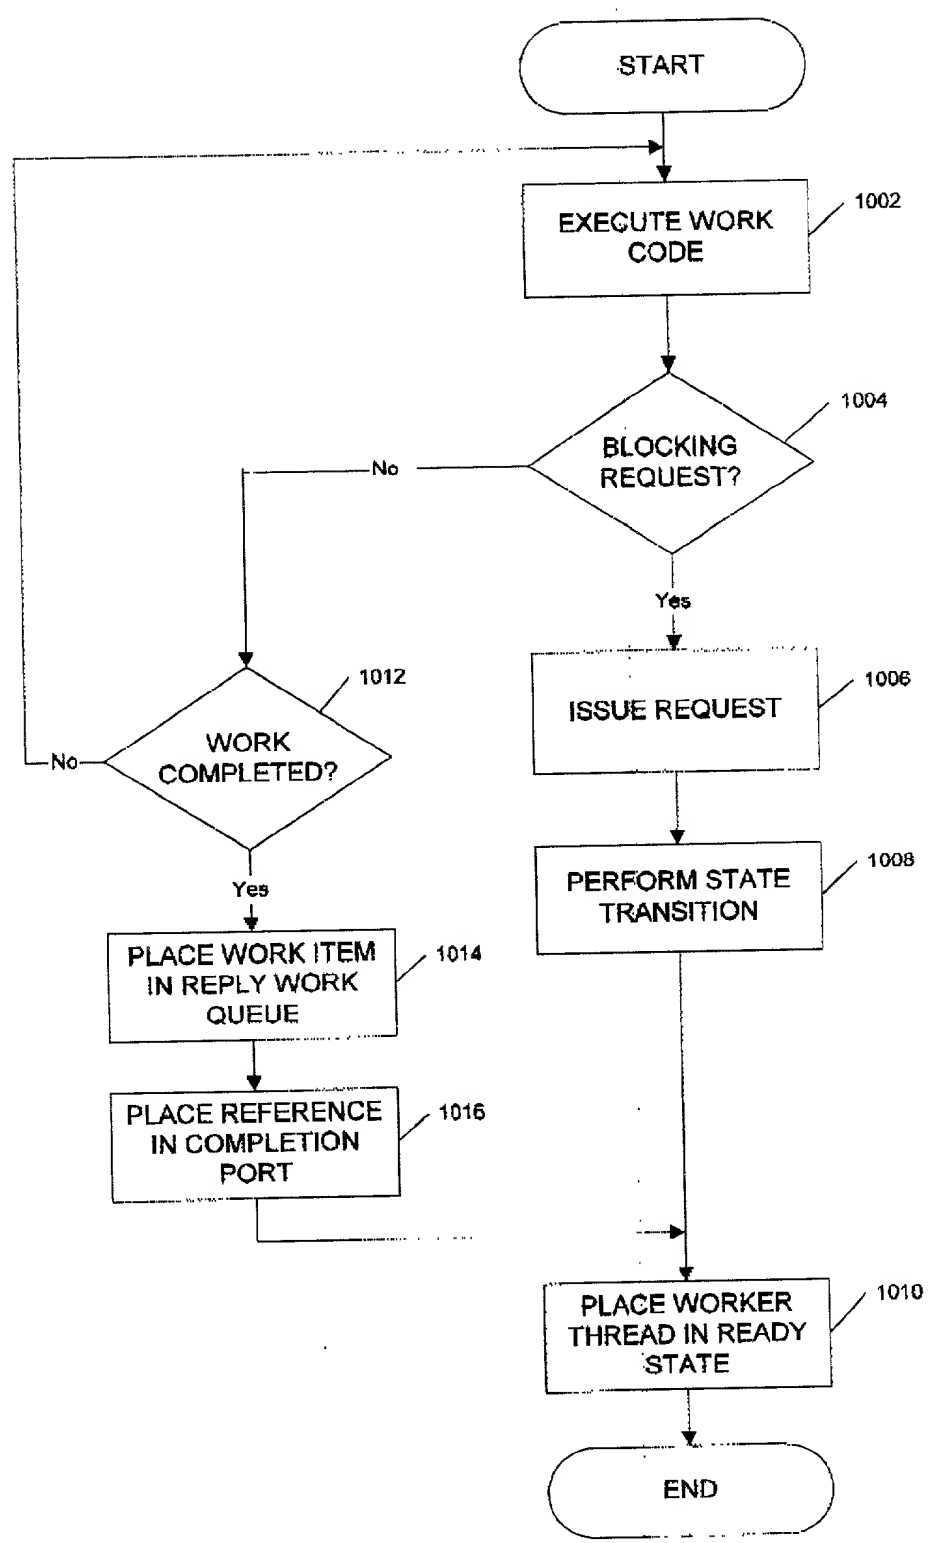 START
1002
EXECUTE WORK
CODE
1004
BLOCKING
REQUEST?
No
Yes
1012
WORK
COMPLETED?
No
1006
ISSUE REQUEST
1008
PERFORM STATE
TRANSITION
Yes
1014
PLACE WORK ITEM
IN REPLY WORK
QUEUE
1016
PLACE REFERENCE
IN COMPLETION
PORT
1010
PLACE WORKER
THREAD IN READY
STATE
END